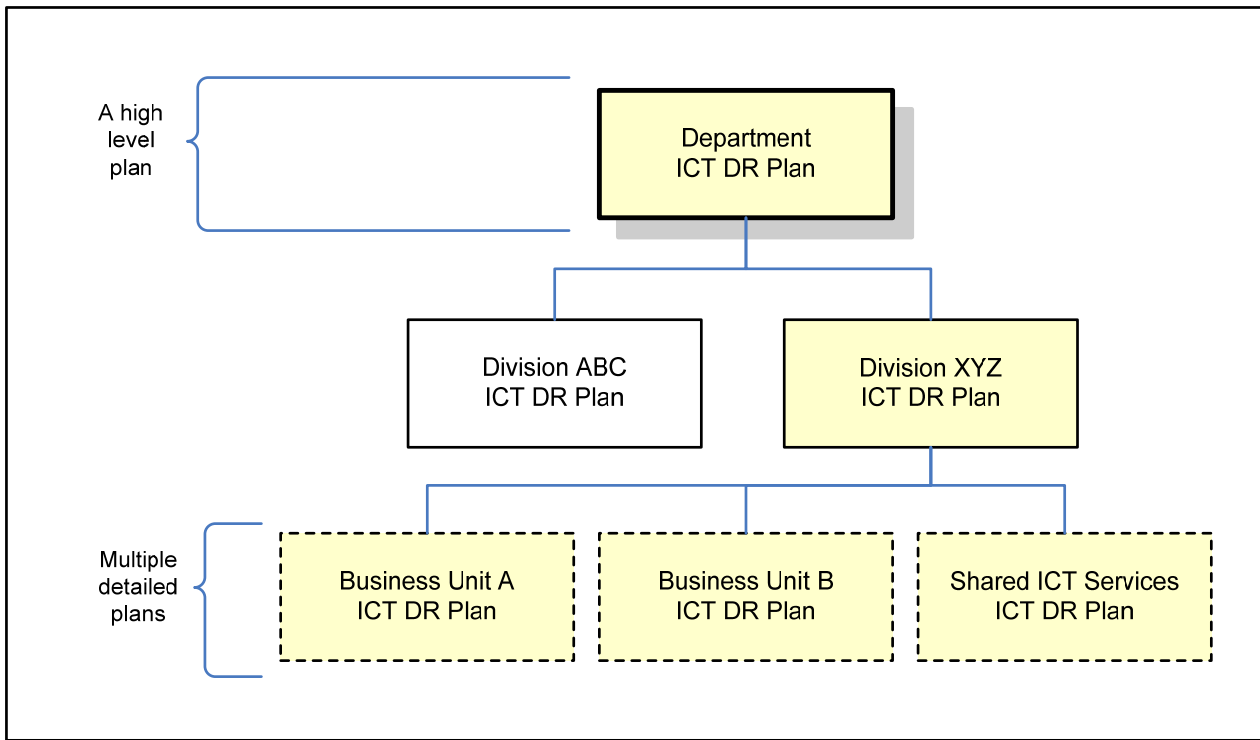 A high
level
plan
Department
ICT DR Plan
Division ABC
ICT DR Plan
Division XYZ
ICT DR Plan
Multiple
detailed
plans
Business Unit A
ICT DR Plan
Business Unit B
ICT DR Plan
Shared ICT Services
ICT DR Plan